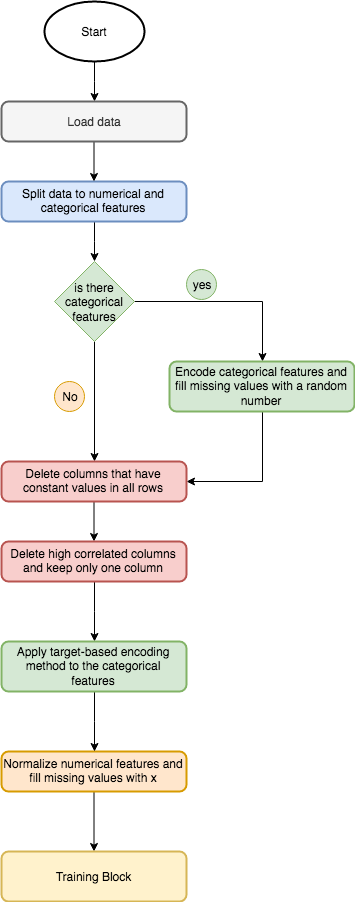 Start
Load data
Split data to numerical and
categorical features
is there
categorical
features
yes
Encode categorical features and
fill missing values with a random
number
No
Delete columns that have
constant values in all rows
Delete high correlated columns
and keep only one column
Apply target-based encoding
method to the categorical
features
Normalize numerical features and
fill missing values with x
Training Block